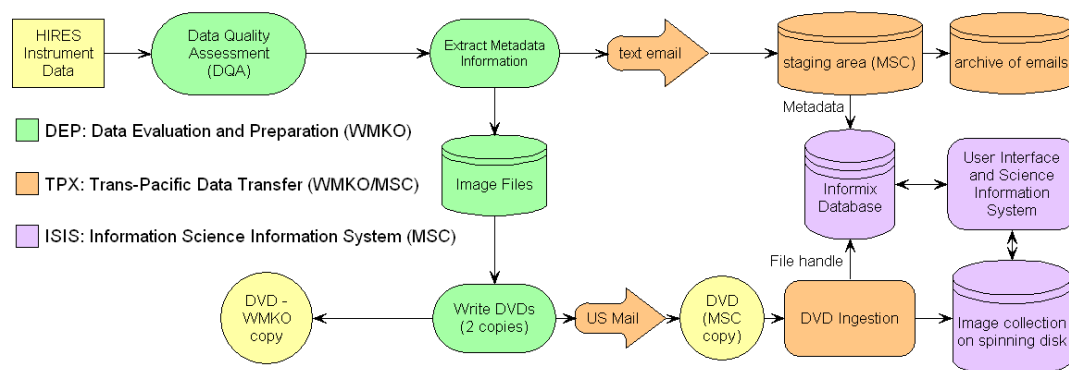 HIRES
Instrument
Data
Data Quality
Assessment
(DQA)
Extract Metadata
Information
text email
staging area (MSC)
archive of emails
Metadata
DEP: Data Evaluation and Preparation (WMKO)
TPX: Trans-Pacific Data Transfer (WMKO/MSC)
ISIS: Information Science Information System (MSC)
Image Files
Informix
Database
User Interface
and Science
Information
System
File handle
DVD -
WMKO
copy
Write DVDs
(2 copies)
US Mail
DVD
(MSC
copy)
DVD Ingestion
Image collection
on spinning disk